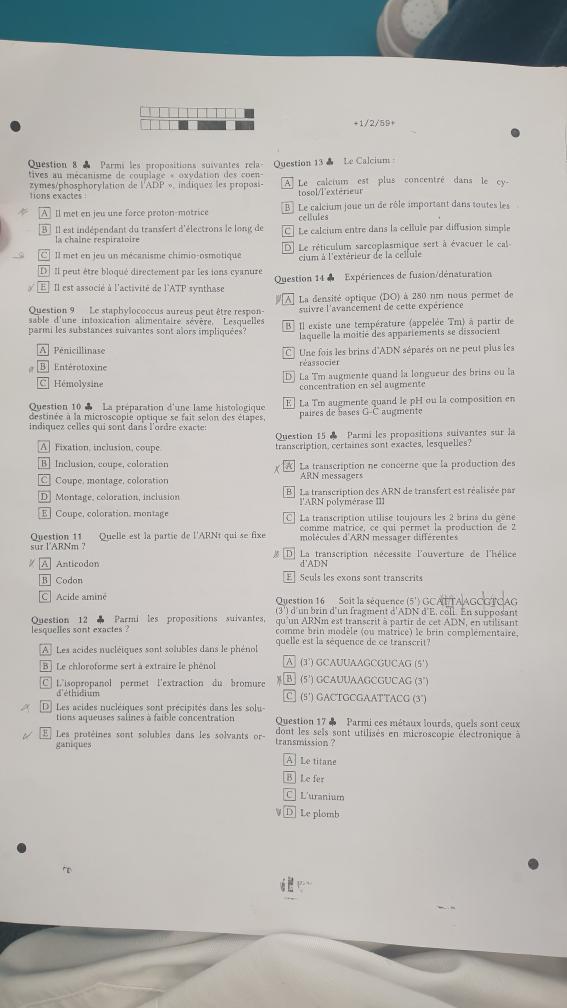 +1/2/59+
Question 8 ♣ Parmi les propositions suivantes rela-
tives au mécanisme de couplage « oxydation des coen-
zymes/phosphorylation de l'ADP », indiquez les proposi-
tions exactes :
A Il met en jeu une force proton-motrice
B Il est indépendant du transfert d'électrons le long de
la chaîne respiratoire
C Il met en jeu un mécanisme chimio-osmotique
D Il peut être bloqué directement par les ions cyanure
E Il est associé à l'activité de l'ATP synthase
Question 9 Le staphylococcus aureus peut être respon-
sable d'une intoxication alimentaire sévère. Lesquelles
parmi les substances suivantes sont alors impliquées?
A Pénicillinase
B Entérotoxine
C Hémolysine
Question 10 ♣ La préparation d'une lame histologique
destinée à la microscopie optique se fait selon des étapes,
indiquez celles qui sont dans l'ordre exacte:
A Fixation, inclusion, coupe
B Inclusion, coupe, coloration
C Coupe, montage, coloration
D Montage, coloration, inclusion
E Coupe, coloration, montage
Question 11 Quelle est la partie de l'ARNt qui se fixe
sur l'ARNm ?
A Anticodon
B Codon
C Acide aminé
Question 12 ♣ Parmi les propositions suivantes,
lesquelles sont exactes ?
A Les acides nucléiques sont solubles dans le phénol
B Le chloroforme sert à extraire le phénol
C L'isopropanol permet l'extraction du bromure
d'éthidium
D Les acides nucléiques sont précipités dans les solu-
tions aqueuses salines à faible concentration
E Les protéines sont solubles dans les solvants or-
ganiques
Question 13 ♣ Le Calcium :
A Le calcium est plus concentré dans le cy-
tosol/l'extérieur
B Le calcium joue un de rôle important dans toutes les
cellules
C Le calcium entre dans la cellule par diffusion simple
D Le réticulum sarcoplasmique sert à évacuer le cal-
cium à l'extérieur de la cellule
Question 14 ♣ Expériences de fusion/dénaturation
A La densité optique (DO) à 280 nm nous permet de
suivre l'avancement de cette expérience
B Il existe une température (appelée Tm) à partir de
laquelle la moitié des appariements se dissocient
C Une fois les brins d'ADN séparés on ne peut plus les
réassocier
D La Tm augmente quand la longueur des brins ou la
concentration en sel augmente
E La Tm augmente quand le pH ou la composition en
paires de bases G-C augmente
Question 15 ♣ Parmi les propositions suivantes sur la
transcription, certaines sont exactes, lesquelles?
A La transcription ne concerne que la production des
ARN messagers
B La transcription des ARN de transfert est réalisée par
l'ARN polymérase III
C La transcription utilise toujours les 2 brins du gène
comme matrice, ce qui permet la production de 2
molécules d'ARN messager différentes
D La transcription nécessite l'ouverture de l'hélice
d'ADN
E Seuls les exons sont transcrits
Question 16 Soit la séquence (5') GCATTAAGCGTCAG
(3') d'un brin d'un fragment d'ADN d'E. coli. En supposant
qu'un ARNm est transcrit à partir de cet ADN, en utilisant
comme brin modèle (ou matrice) le brin complémentaire,
quelle est la séquence de ce transcrit?
A (3') GCAUUAAGCGUCAG (5')
B (5') GCAUUAAGCGUCAG (3')
C (5') GACTGCGAATTACG (3')
Question 17 ♣ Parmi ces métaux lourds, quels sont ceux
dont les sels sont utilisés en microscopie électronique à
transmission ?
A Le titane
B Le fer
C L'uranium
D Le plomb